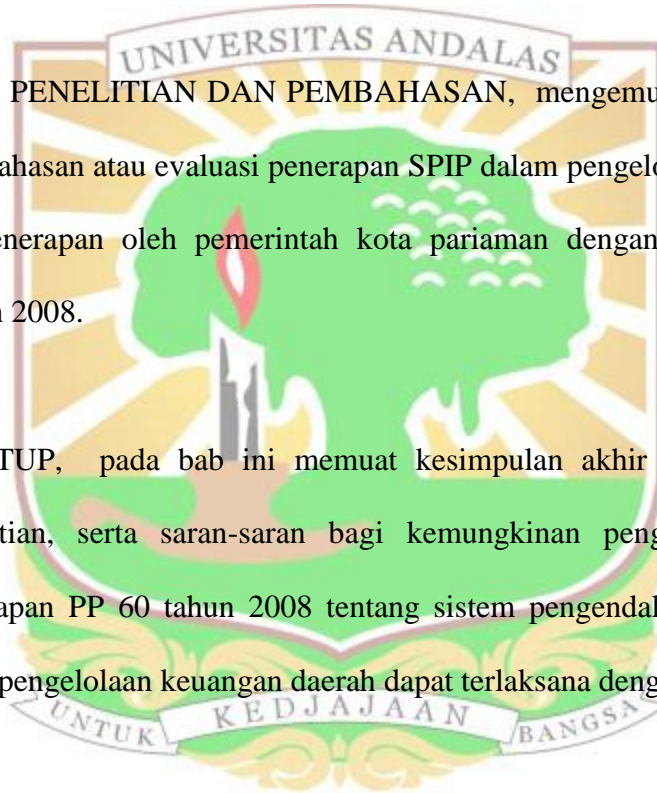 UNIVERSITAS ANDALAS
PENELITIAN DAN PEMBAHASAN, mengemu
ahasan atau evaluasi penerapan SPIP dalam pengelo
enerapan oleh pemerintah kota pariaman dengan
n 2008.
TUP, pada bab ini memuat kesimpulan akhir
itian, serta saran-saran bagi kemungkinan peng
apan PP 60 tahun 2008 tentang sistem pengendal
pengelolaan keuangan daerah dapat terlaksana deng
UNTUK KEDJAJAAN BANGSA